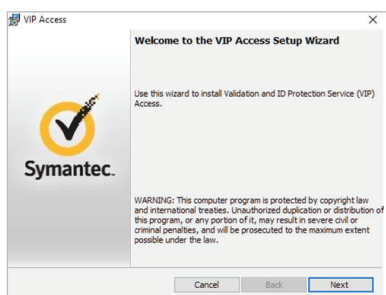 VIP Access
Welcome to the VIP Access Setup Wizard
Use this wizard to install Validation and ID Protection Service (VIP)
Access.
Symantec.
WARNING: This computer program is protected by copyright law
and international treaties. Unauthorized duplication or distribution of
this program, or any portion of it, may result in severe civil or
criminal penalties, and will be prosecuted to the maximum extent
possible under the law.
Cancel
Back
Next